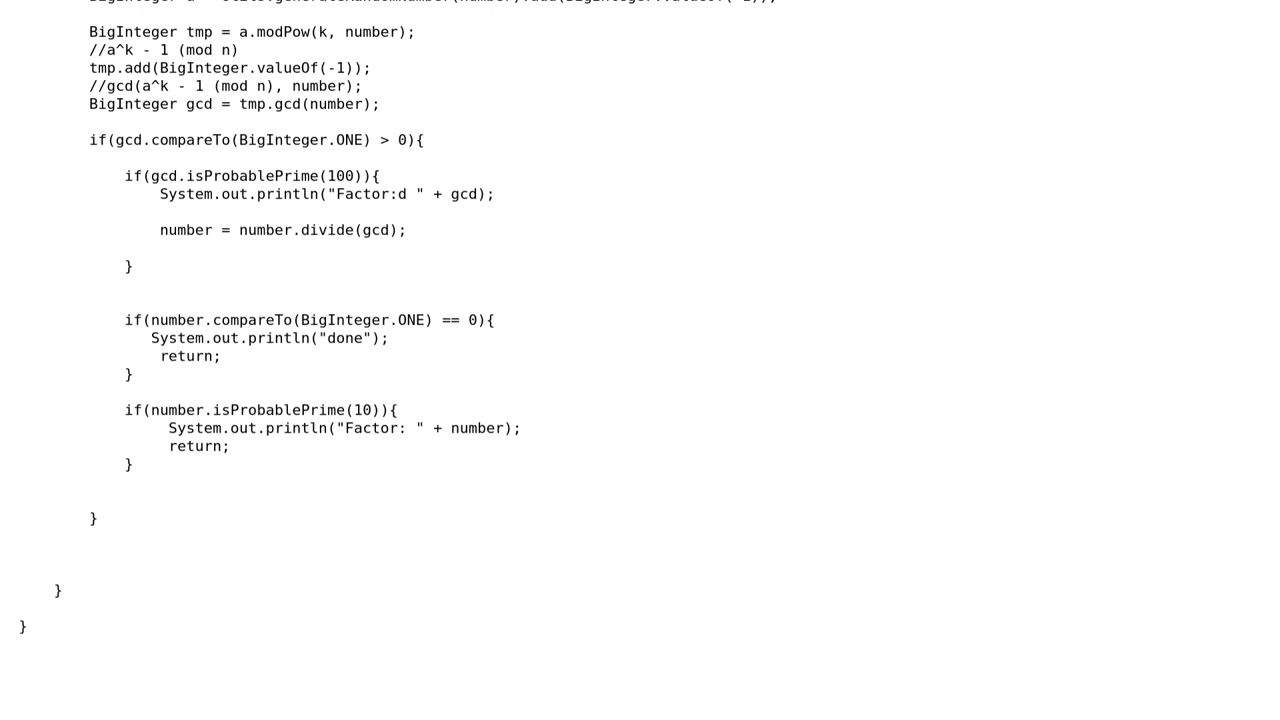 BigInteger tmp = a.modPow(k, number);
//a^k - 1 (mod n)
tmp.add(BigInteger.valueOf(-1));
//gcd(a^k - 1 (mod n), number);
BigInteger gcd = tmp.gcd(number);
if(gcd.compareTo(BigInteger.ONE) > 0){
if(gcd.isProbablePrime(100)){
System.out.println("Factor:d " + gcd);
number = number.divide(gcd);
}
if(number.compareTo(BigInteger.ONE) == 0){
System.out.println("done");
return;
}
if(number.isProbablePrime(10)){
System.out.println("Factor: " + number);
return;
}
}
}
}